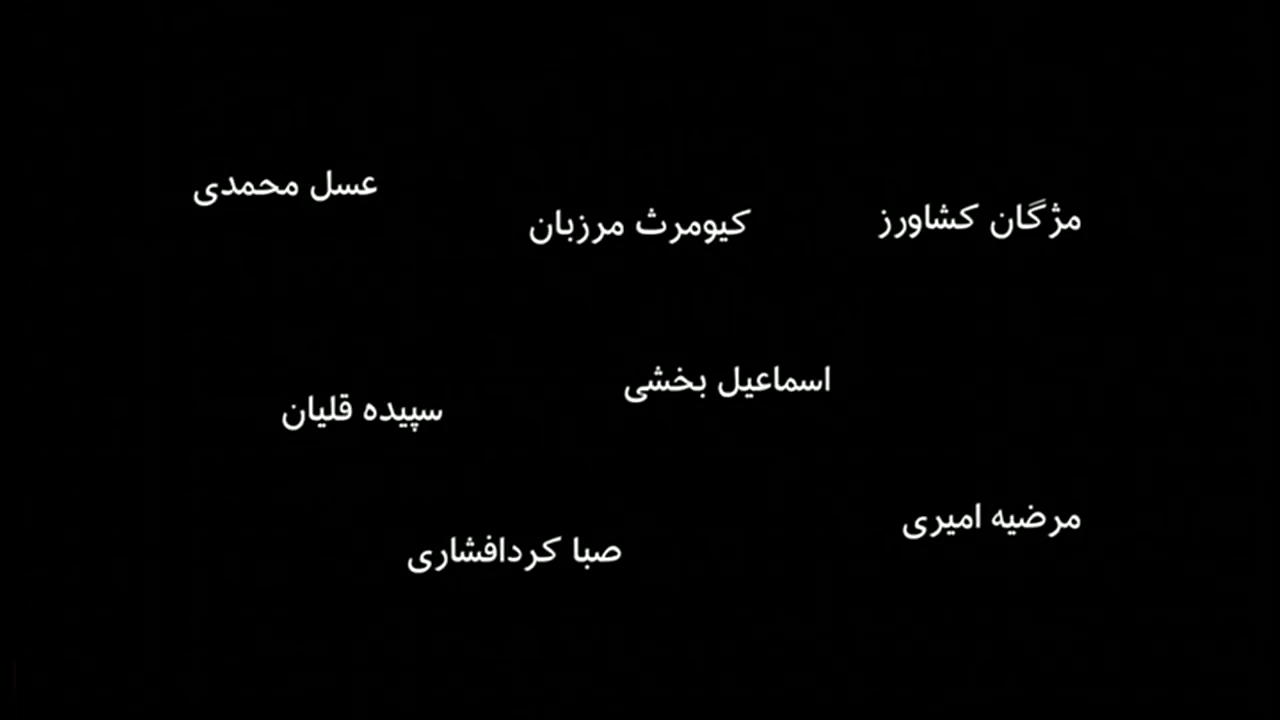 عسل محمدی
مژگان کشاورز
کیومرث مرزبان
اسماعیل بخشی
سپیده قلیان
مرضیه امیری
صبا کردافشاری